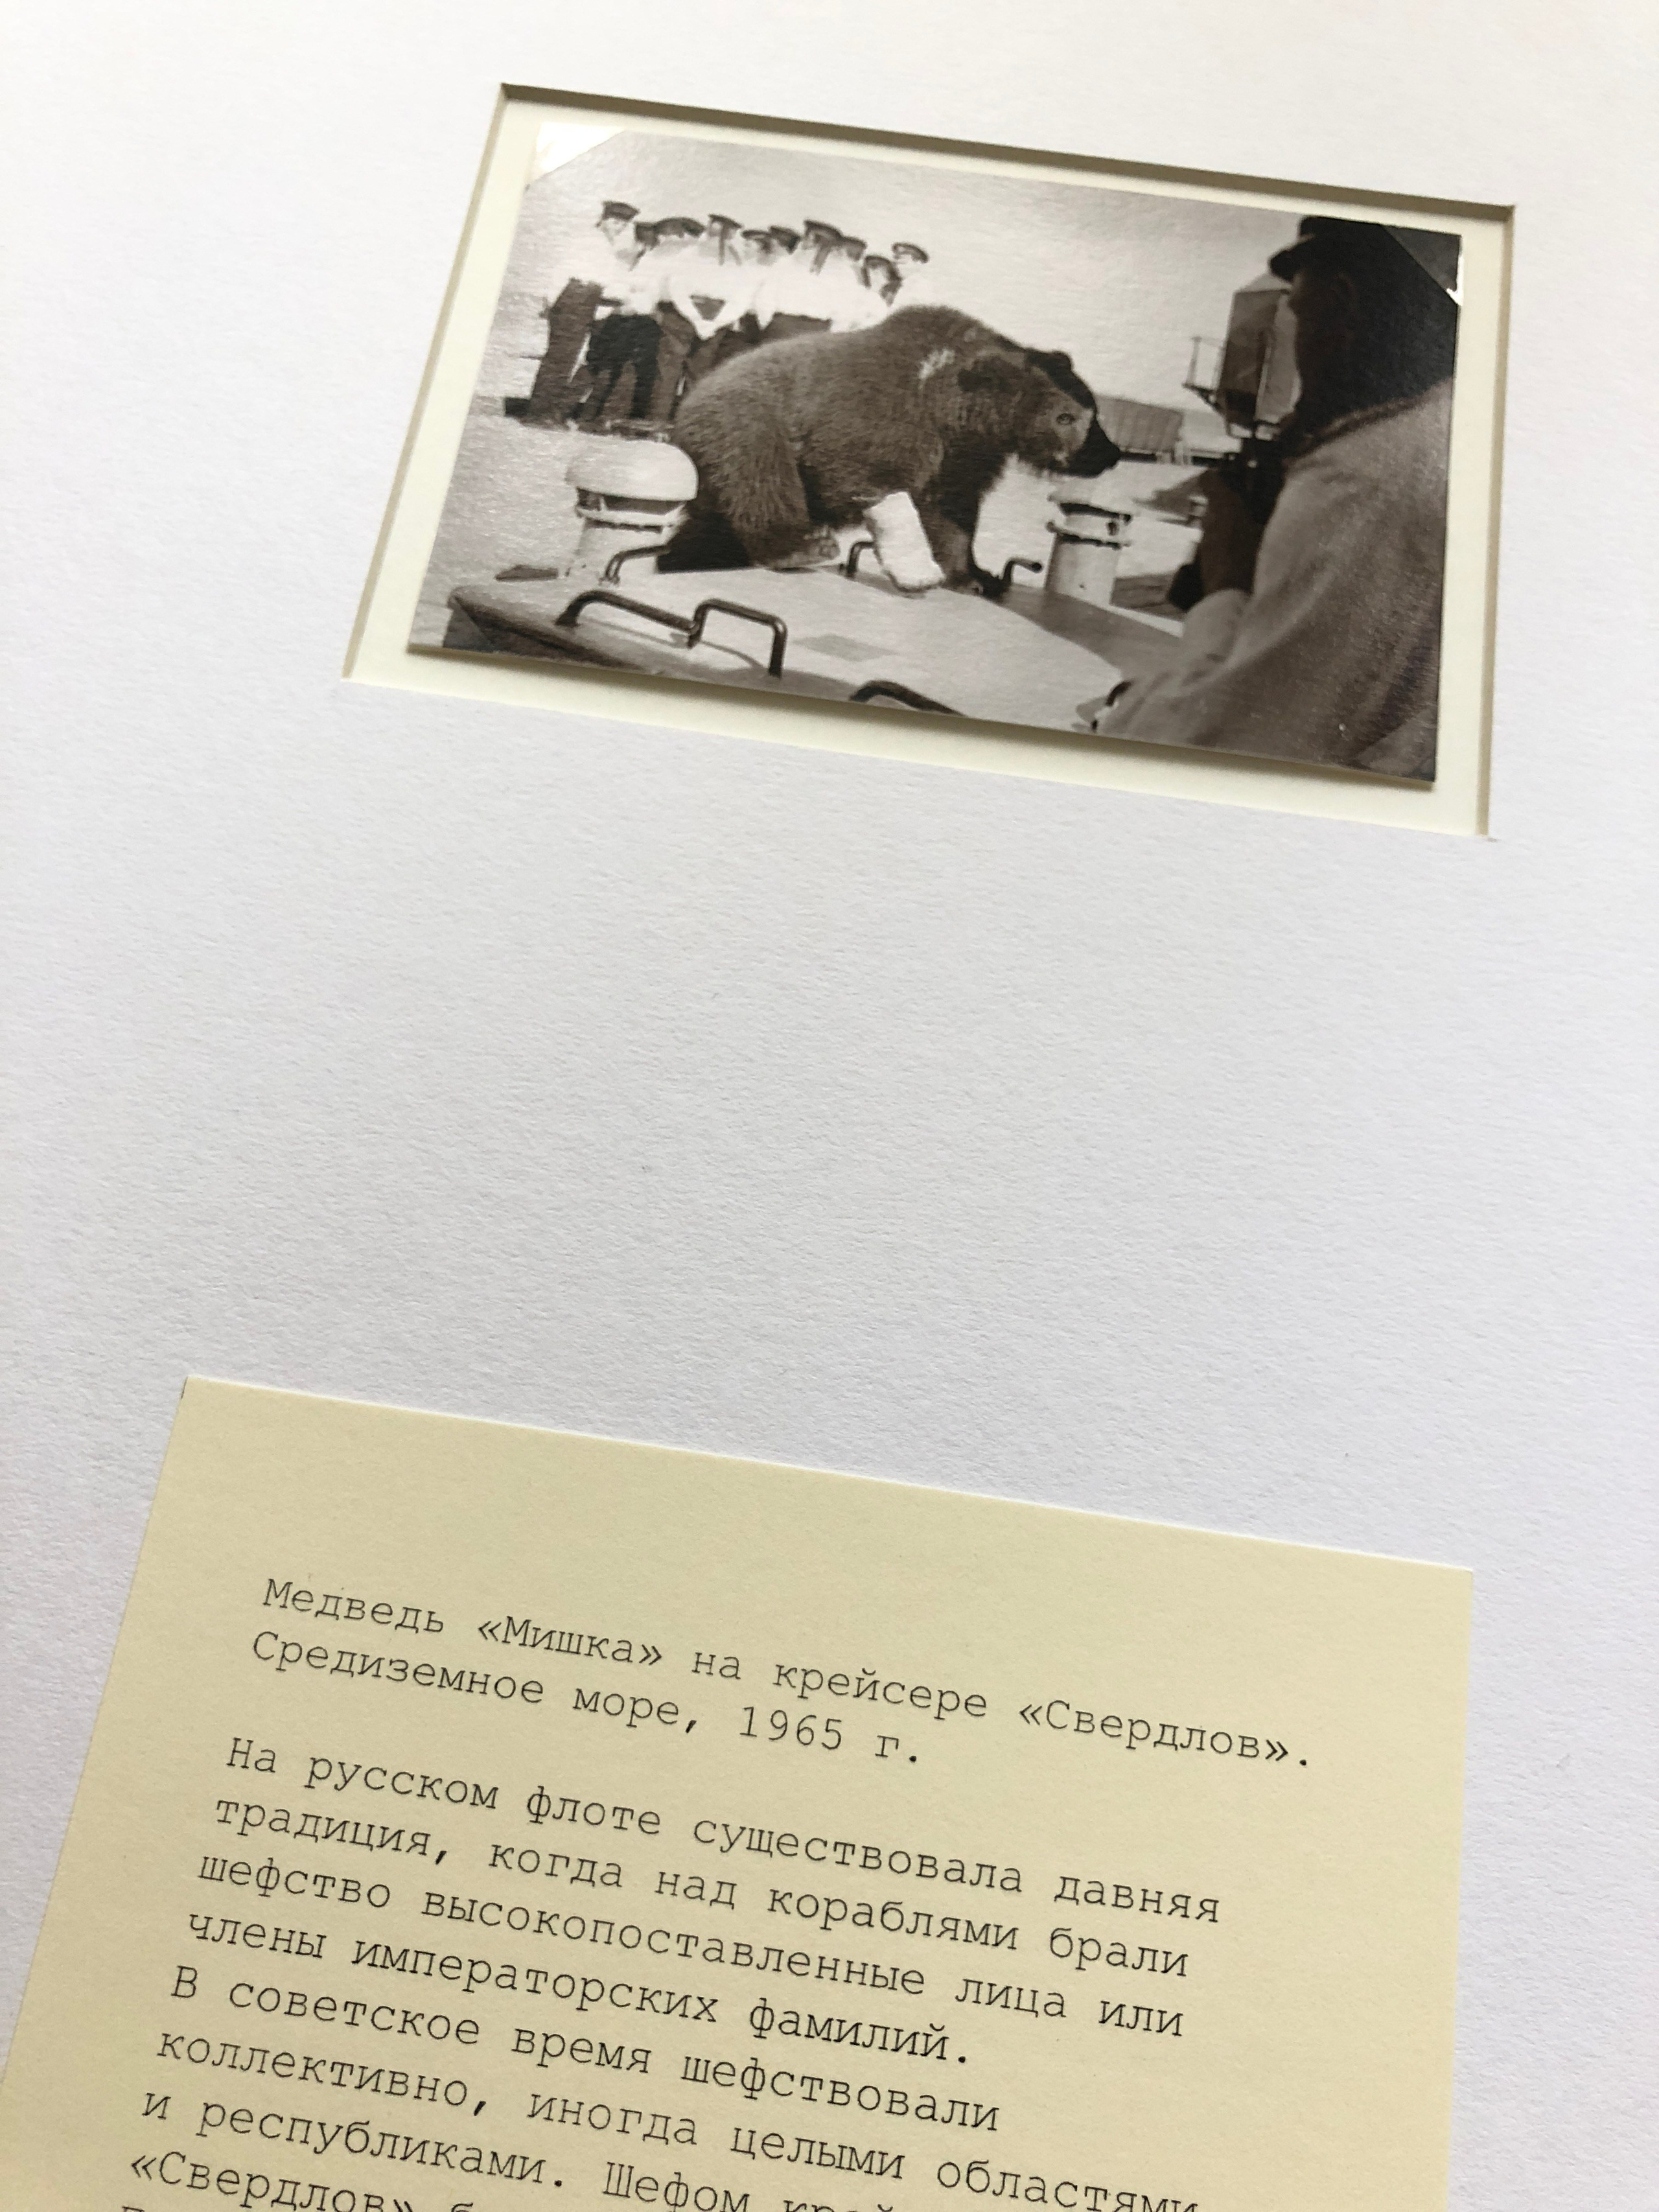 Медведь «Мишка» на крейсере «Свердлов».
Средиземное море, 1965 г.
На русском флоте существовала давняя
традиция, когда над кораблями брали
шефство высокопоставленные лица или
члены императорских фамилий.
В советское время шефствовали
коллективно, иногда целыми областями
и республиками. Шефом
«Свердлов»